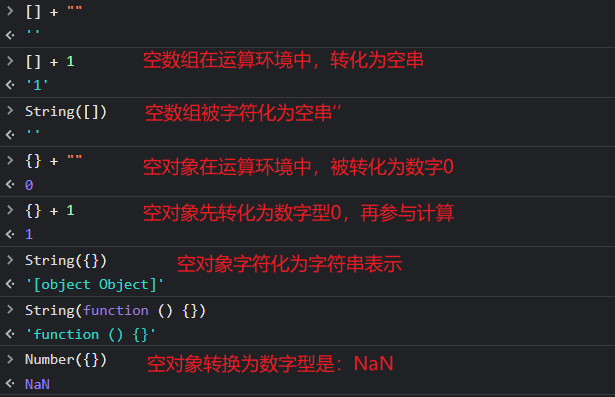 > [] + ""
<· ''
> [] + 1 空数组在运算环境中，转化为空串
<· '1'
> String([]) 空数组被字符化为空串‘’
<· ''
> {} + "" 空对象在运算环境中，被转化为数字0
<· 0
> {} + 1 空对象先转化为数字型0，再参与计算
<· 1
> String({}) 空对象字符化为字符串表示
<· '[object Object]'
> String(function () {})
<· 'function () {}'
> Number({}) 空对象转换为数字型是：NaN
<· NaN